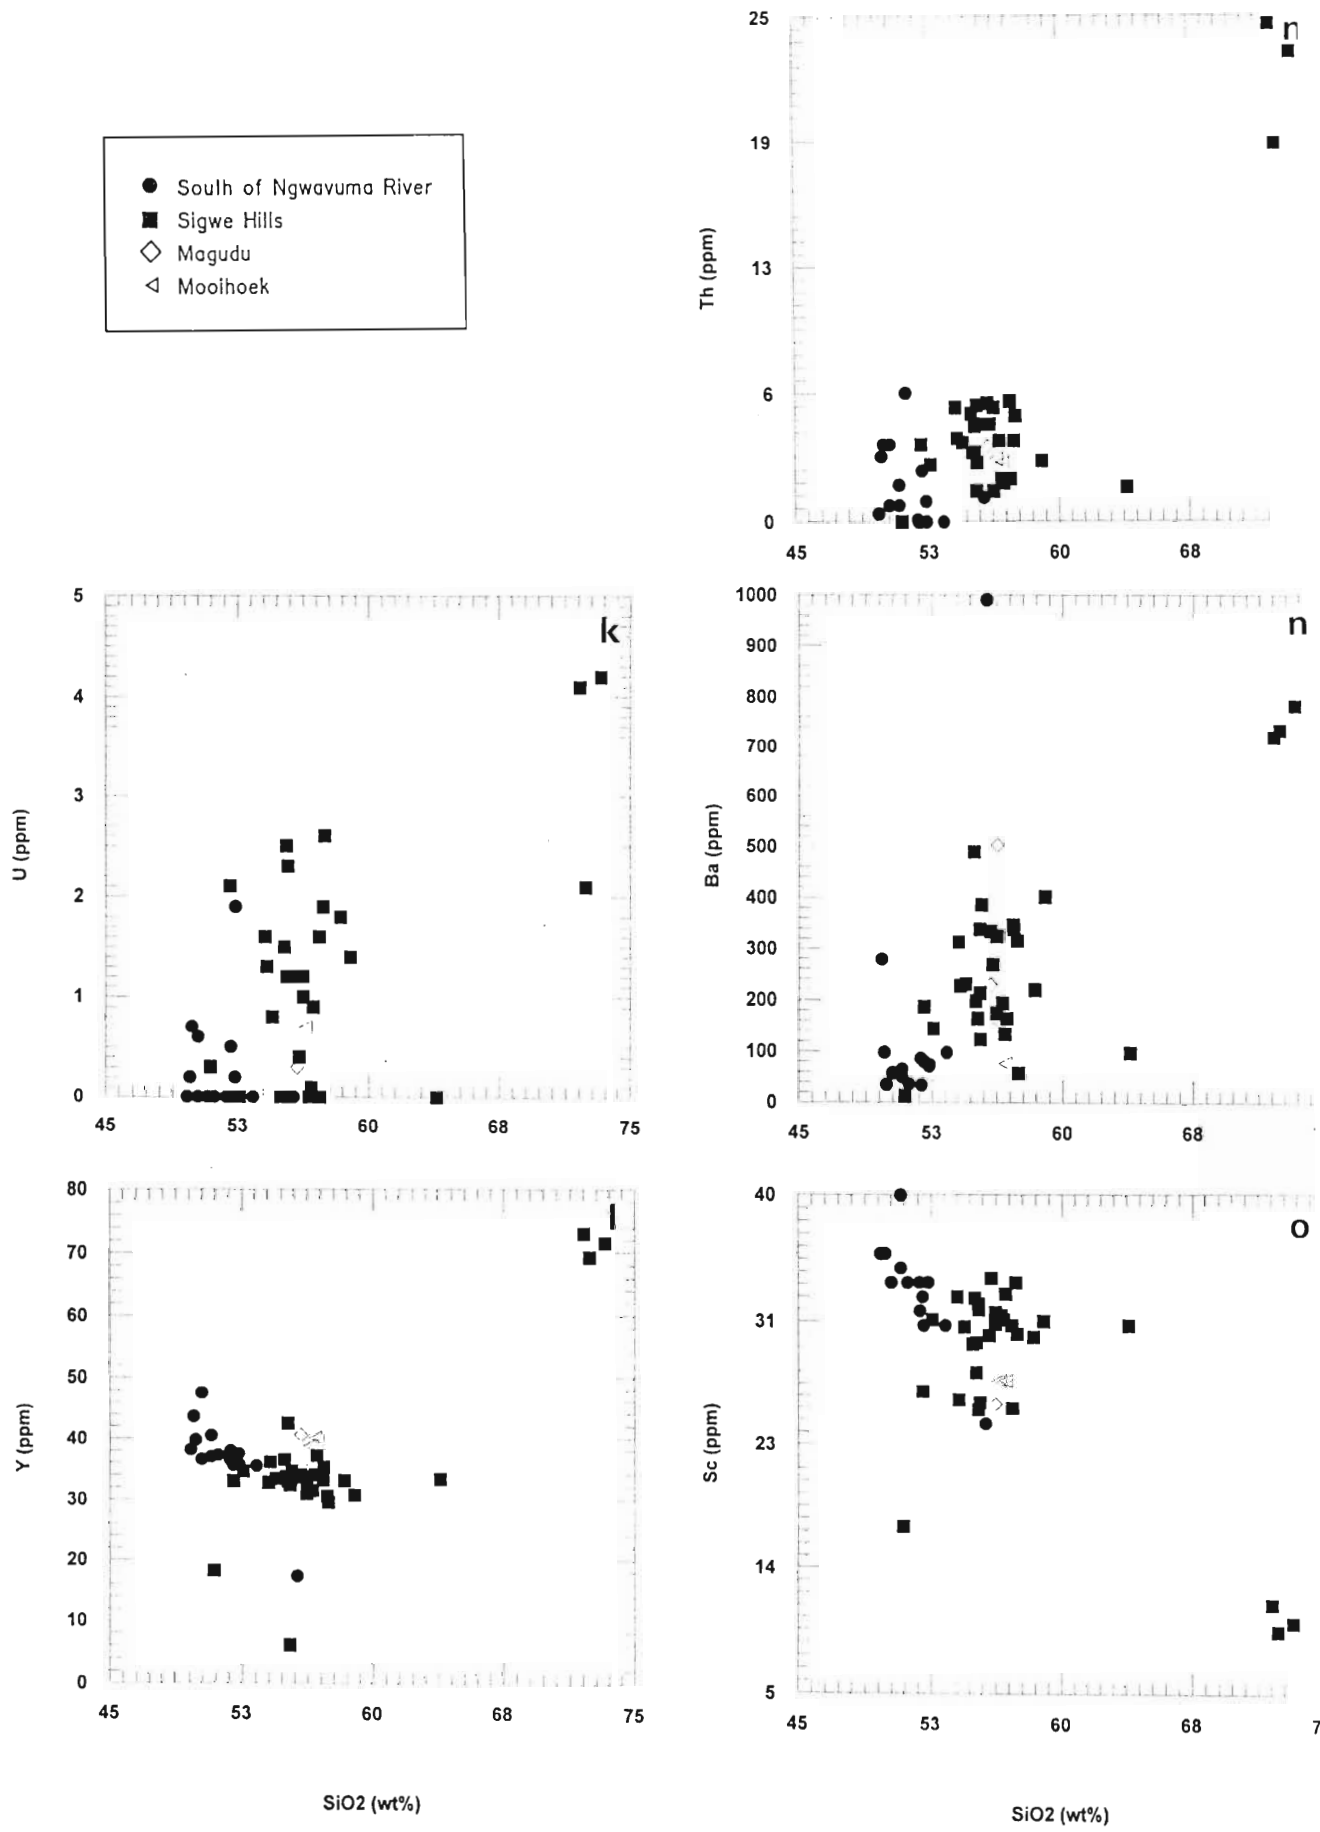 South of Ngwavuma River
Sigwe Hills
Magudu
Mooihoek
25
19
13
6
0
Th (ppm)
n
45 53 60 68
5
4
3
2
1
0
U (ppm)
k
45 53 60 68 75
1000
900
800
700
600
500
400
300
200
100
0
Ba (ppm)
n
45 53 60 68
80
70
60
50
40
30
20
10
0
Y (ppm)
l
45 53 60 68 75
SiO2 (wt%)
40
31
23
14
5
Sc (ppm)
o
45 53 60 68 7
SiO2 (wt%)